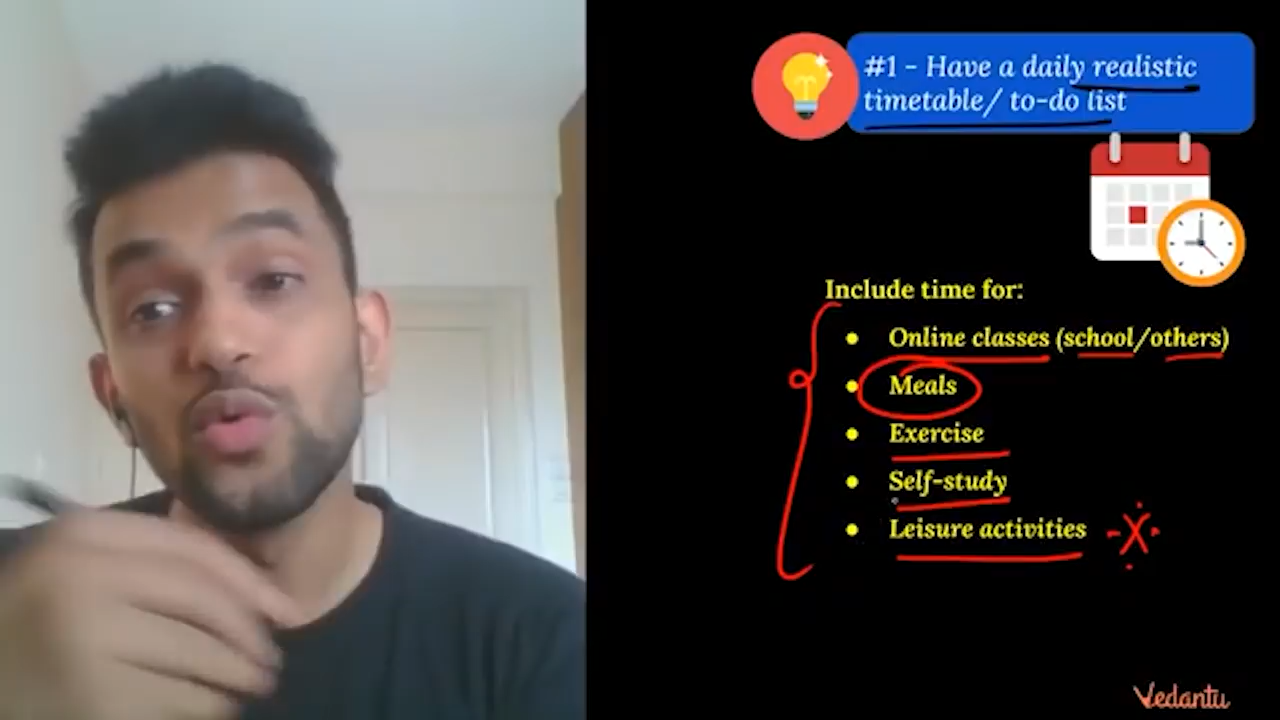 #1 - Have a daily realistic
timetable/ to-do list
Include time for:
Online classes (school/others)
Meals
Exercise
Self-study
Leisure activities
Vedantu